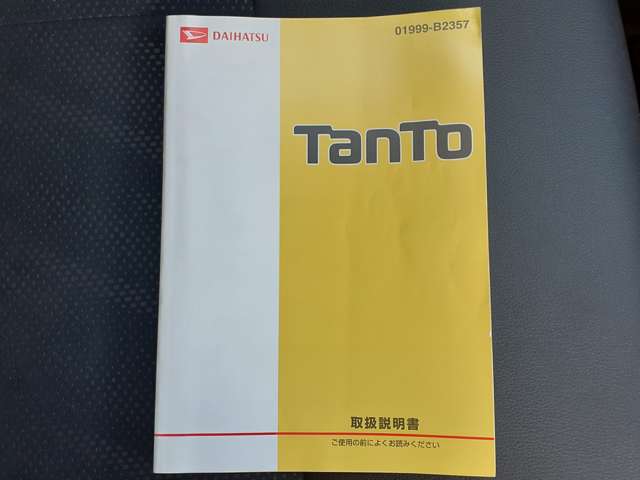 DAIHATSU
01999-B2357
TanTo
取扱説明書
ご使用の前によくお読みください